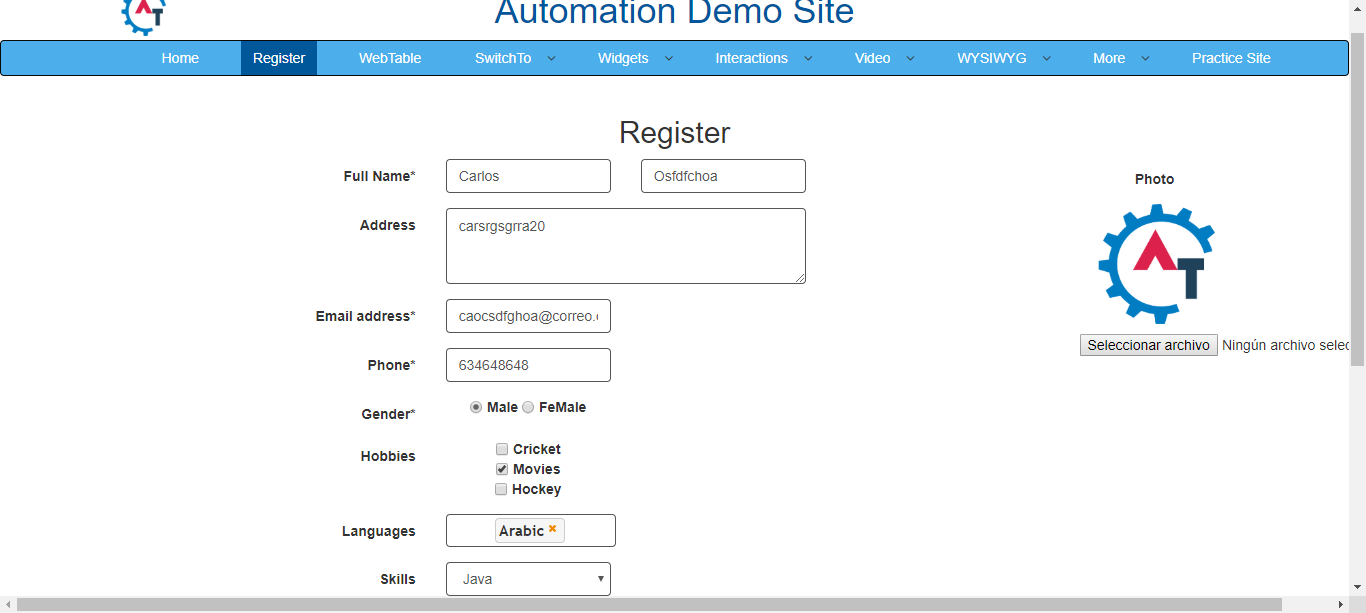 Automation Demo Site
Home Register WebTable SwitchTo Widgets Interactions Video WYSIWYG More Practice Site
Register
Full Name* Carlos Osfdfchoa
Photo
Address carsrgsgrra20
AT
Email address* caocsdfghoa@correo.
Seleccionar archivo Ningún archivo selec
Phone* 634648648
Gender* Male FeMale
Hobbies
Cricket
Movies
Hockey
Languages Arabic
Skills Java